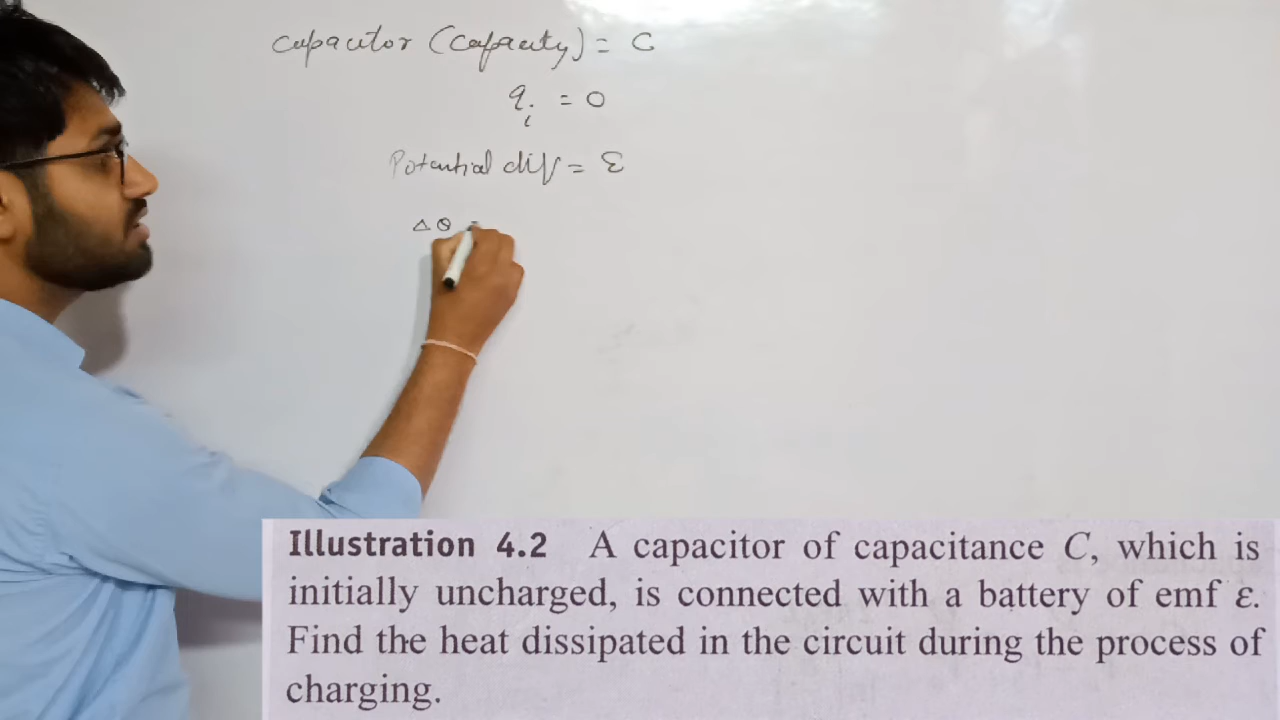 capacitor (capacity) = C
qi = 0
Potential diff = ε
ΔQ =
Illustration 4.2 A capacitor of capacitance C, which is
initially uncharged, is connected with a battery of emf ε.
Find the heat dissipated in the circuit during the process of
charging.